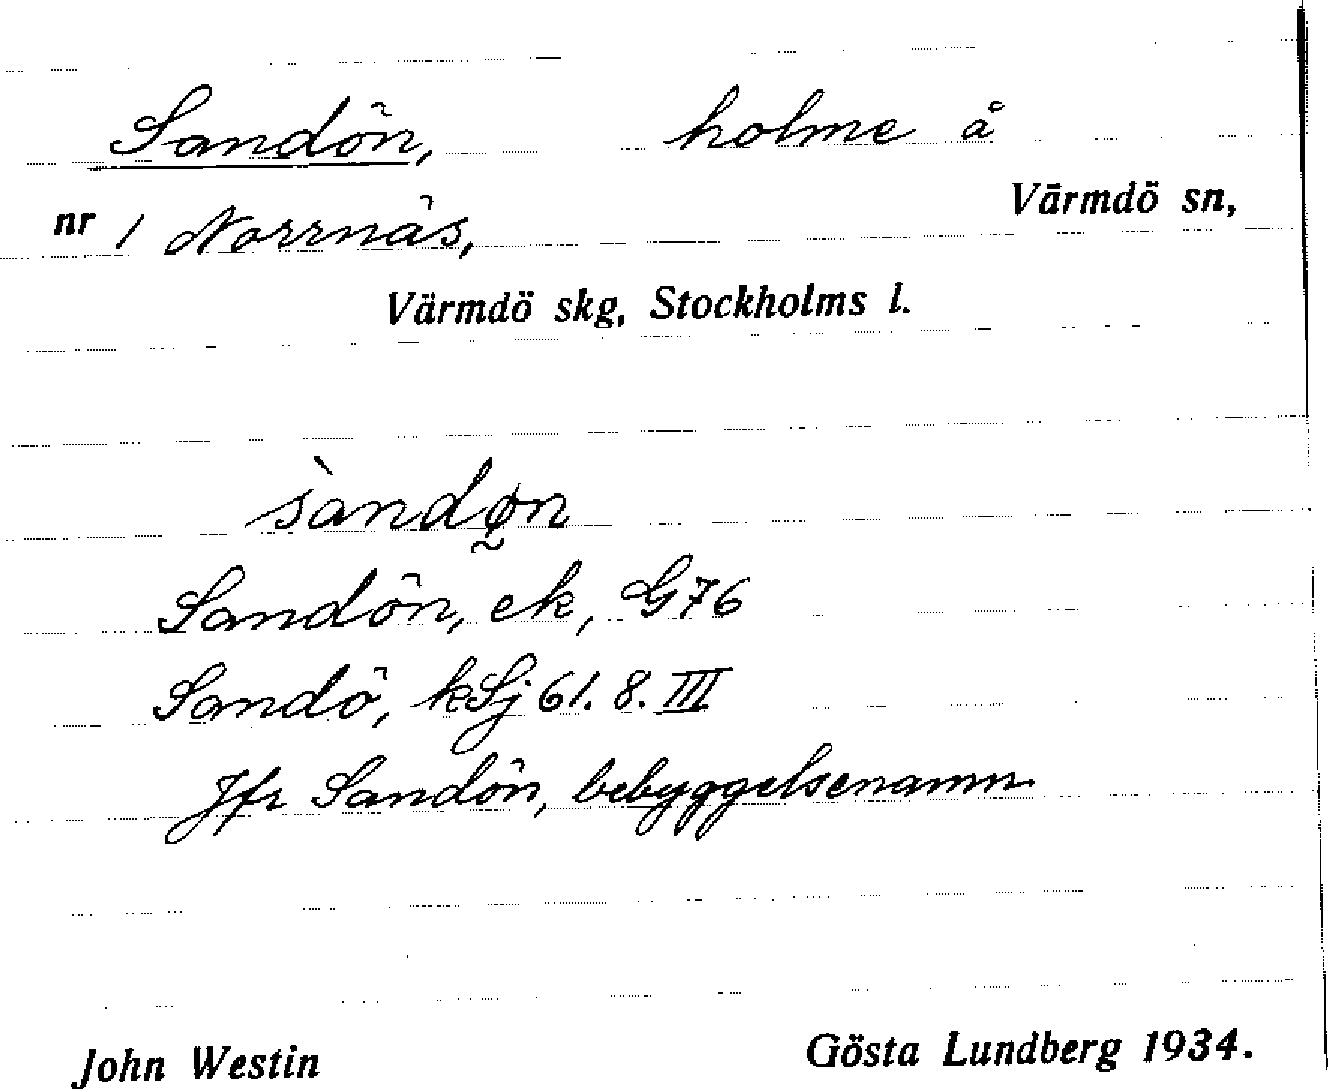 Sandön, holme å
Värmdö sn,
nr 1 Norrnäs,
Värmdö skg, Stockholms l.
sàndø̰n
Sandön, ek, G76
Sandö, kSj 61. 8. III
Jfr Sandön, bebyggelsenamn
John Westin Gösta Lundberg 1934.